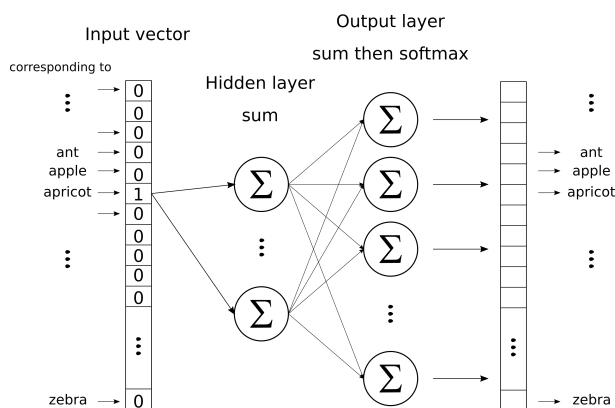 Input vector
corresponding to
0
0
0
ant 0
apple 0
apricot 1
0
0
0
0
zebra 0
Hidden layer
sum
Σ
Σ
Output layer
sum then softmax
Σ
Σ
Σ
Σ
ant
apple
apricot
zebra